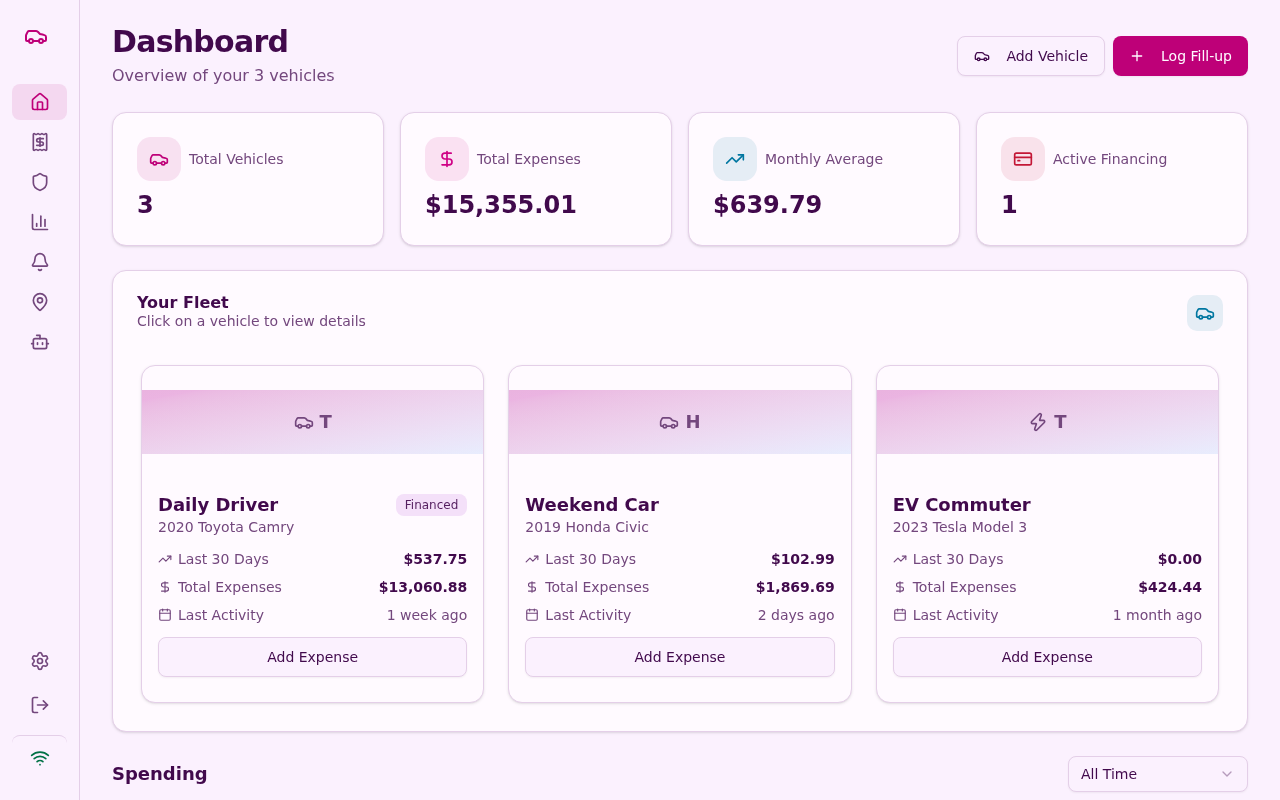 Dashboard
Overview of your 3 vehicles
Add Vehicle
Log Fill-up
Total Vehicles
3
Total Expenses
$15,355.01
Monthly Average
$639.79
Active Financing
1
Your Fleet
Click on a vehicle to view details
T
Daily Driver
Financed
2020 Toyota Camry
Last 30 Days $537.75
Total Expenses $13,060.88
Last Activity 1 week ago
Add Expense
H
Weekend Car
2019 Honda Civic
Last 30 Days $102.99
Total Expenses $1,869.69
Last Activity 2 days ago
Add Expense
T
EV Commuter
2023 Tesla Model 3
Last 30 Days $0.00
Total Expenses $424.44
Last Activity 1 month ago
Add Expense
Spending
All Time